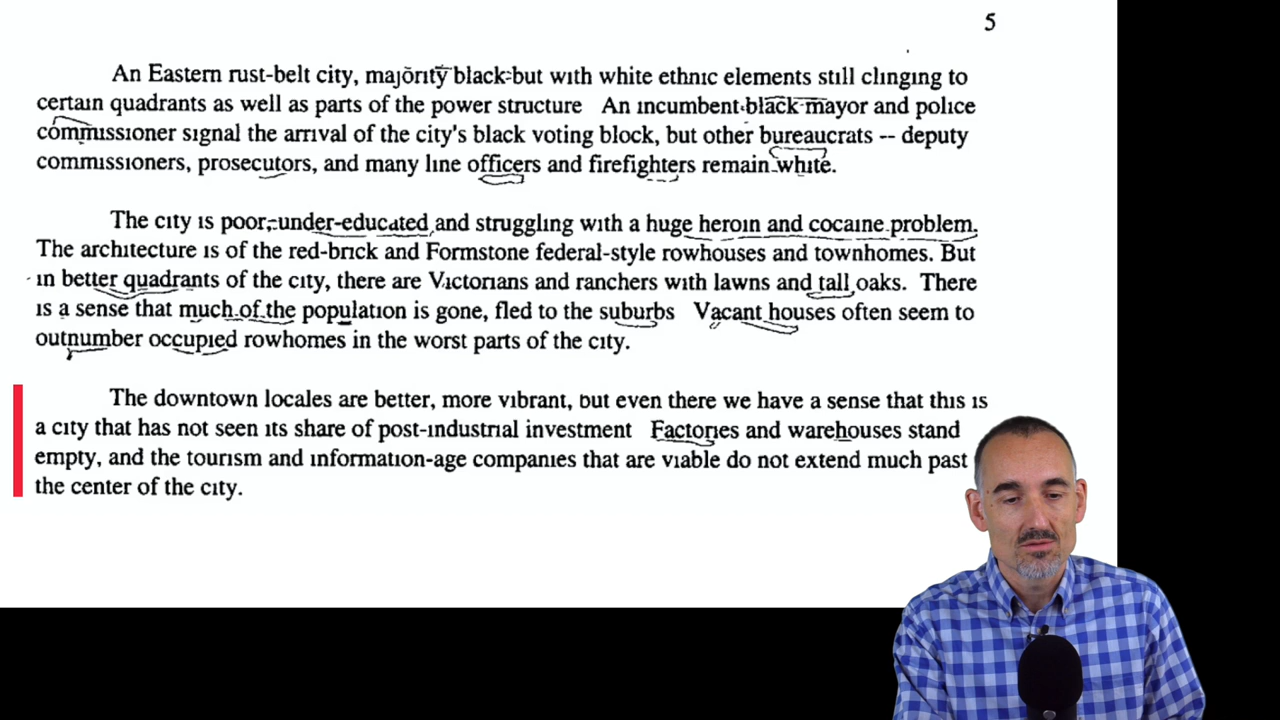 5
An Eastern rust-belt city, majority black but with white ethnic elements still clinging to
certain quadrants as well as parts of the power structure An incumbent black mayor and police
commissioner signal the arrival of the city's black voting block, but other bureaucrats -- deputy
commissioners, prosecutors, and many line officers and firefighters remain white.
The city is poor, under-educated and struggling with a huge heroin and cocaine problem.
The architecture is of the red-brick and Formstone federal-style rowhouses and townhomes. But
in better quadrants of the city, there are Victorians and ranchers with lawns and tall oaks. There
is a sense that much of the population is gone, fled to the suburbs Vacant houses often seem to
outnumber occupied rowhomes in the worst parts of the city.
The downtown locales are better, more vibrant, but even there we have a sense that this is
a city that has not seen its share of post-industrial investment Factories and warehouses stand
empty, and the tourism and information-age companies that are viable do not extend much past
the center of the city.